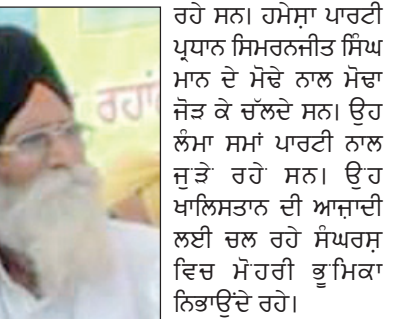 ਰਹੇ ਸਨ। ਹਮੇਸ਼ਾ ਪਾਰਟੀ
ਪ੍ਰਧਾਨ ਸਿਮਰਨਜੀਤ ਸਿੰਘ
ਮਾਨ ਦੇ ਮੋਢੇ ਨਾਲ ਮੋਢਾ
ਜੋੜ ਕੇ ਚੱਲਦੇ ਸਨ। ਉਹ
ਲੰਮਾ ਸਮਾਂ ਪਾਰਟੀ ਨਾਲ
ਜੁੜੇ ਰਹੇ ਸਨ। ਉਹ
ਖਾਲਿਸਤਾਨ ਦੀ ਆਜ਼ਾਦੀ
ਲਈ ਚਲ ਰਹੇ ਸੰਘਰਸ਼
ਵਿਚ ਮੋਹਰੀ ਭੂਮਿਕਾ
ਨਿਭਾਉਂਦੇ ਰਹੇ।